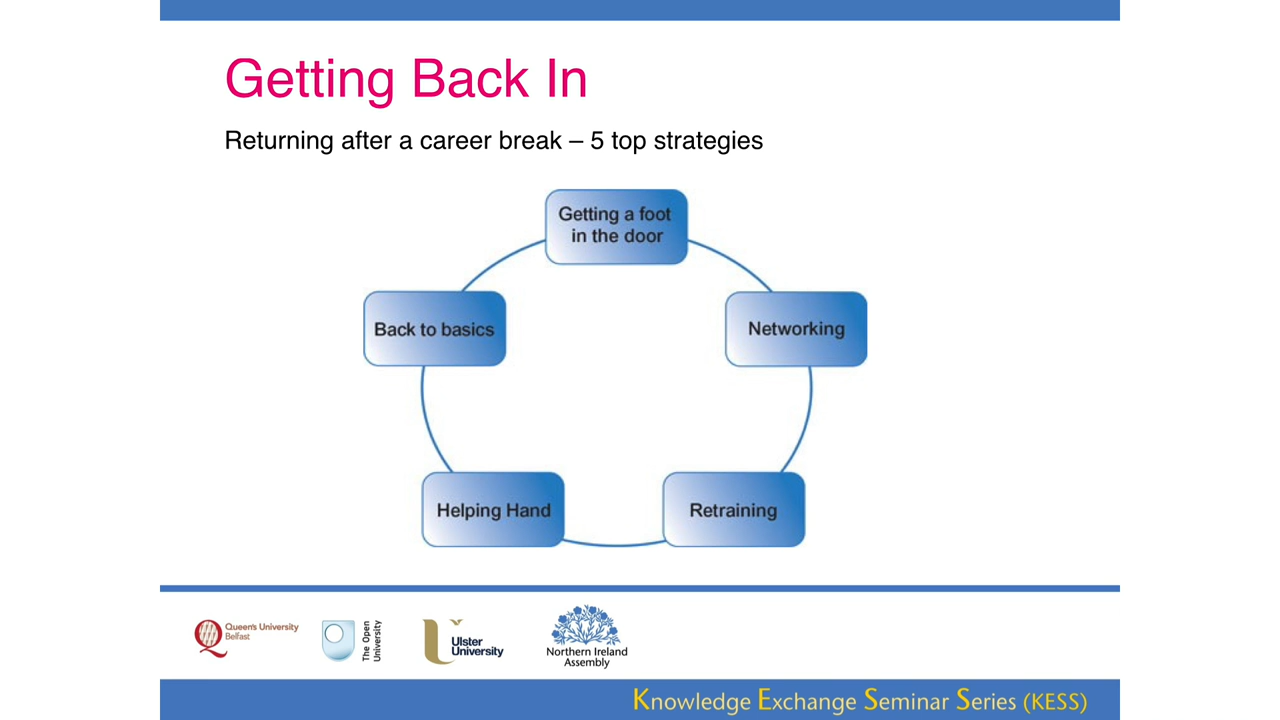 Getting Back In
Returning after a career break – 5 top strategies
Getting a foot
in the door
Back to basics
Networking
Helping Hand
Retraining
Queen's University
Belfast
The Open
University
Ulster
University
Northern Ireland
Assembly
Knowledge Exchange Seminar Series (KESS)